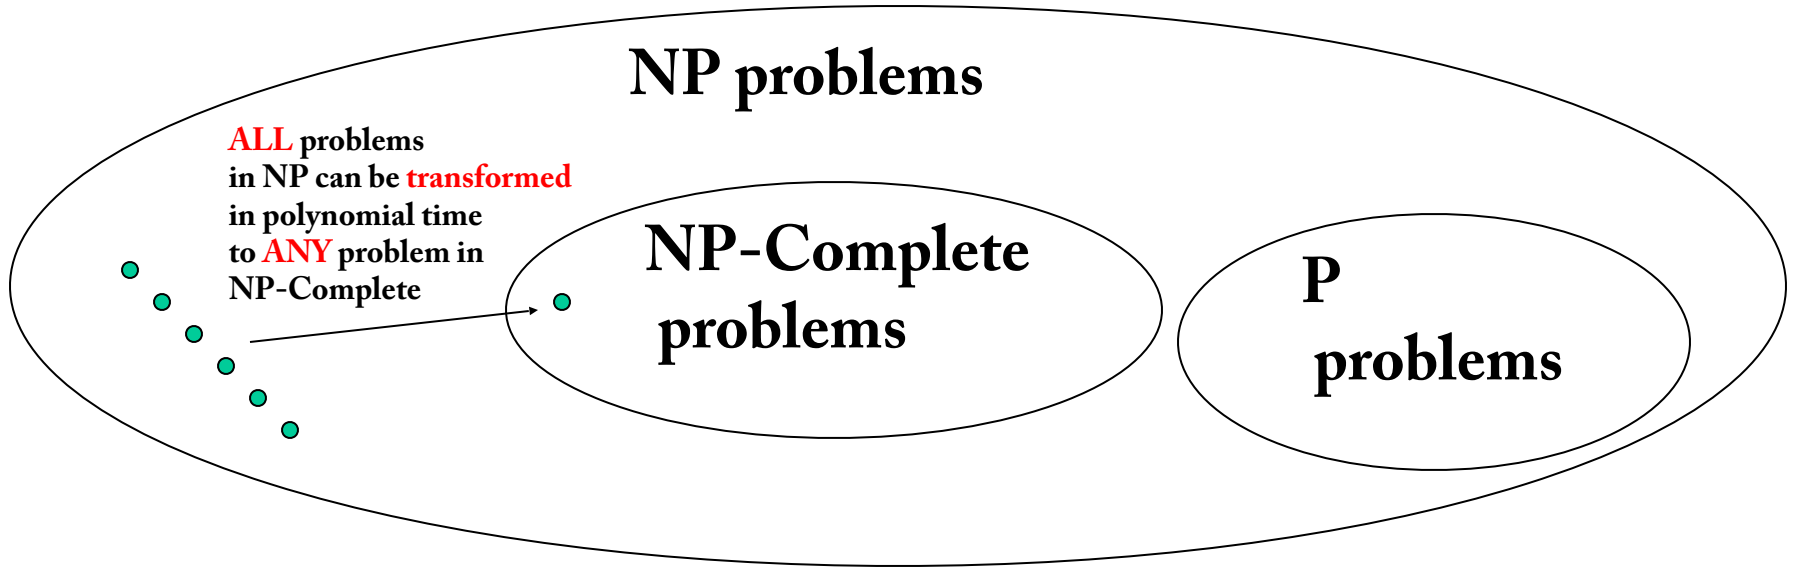 NP problems
ALL problems
in NP can be transformed
in polynomial time
to ANY problem in
NP-Complete
NP-Complete
problems
P
problems